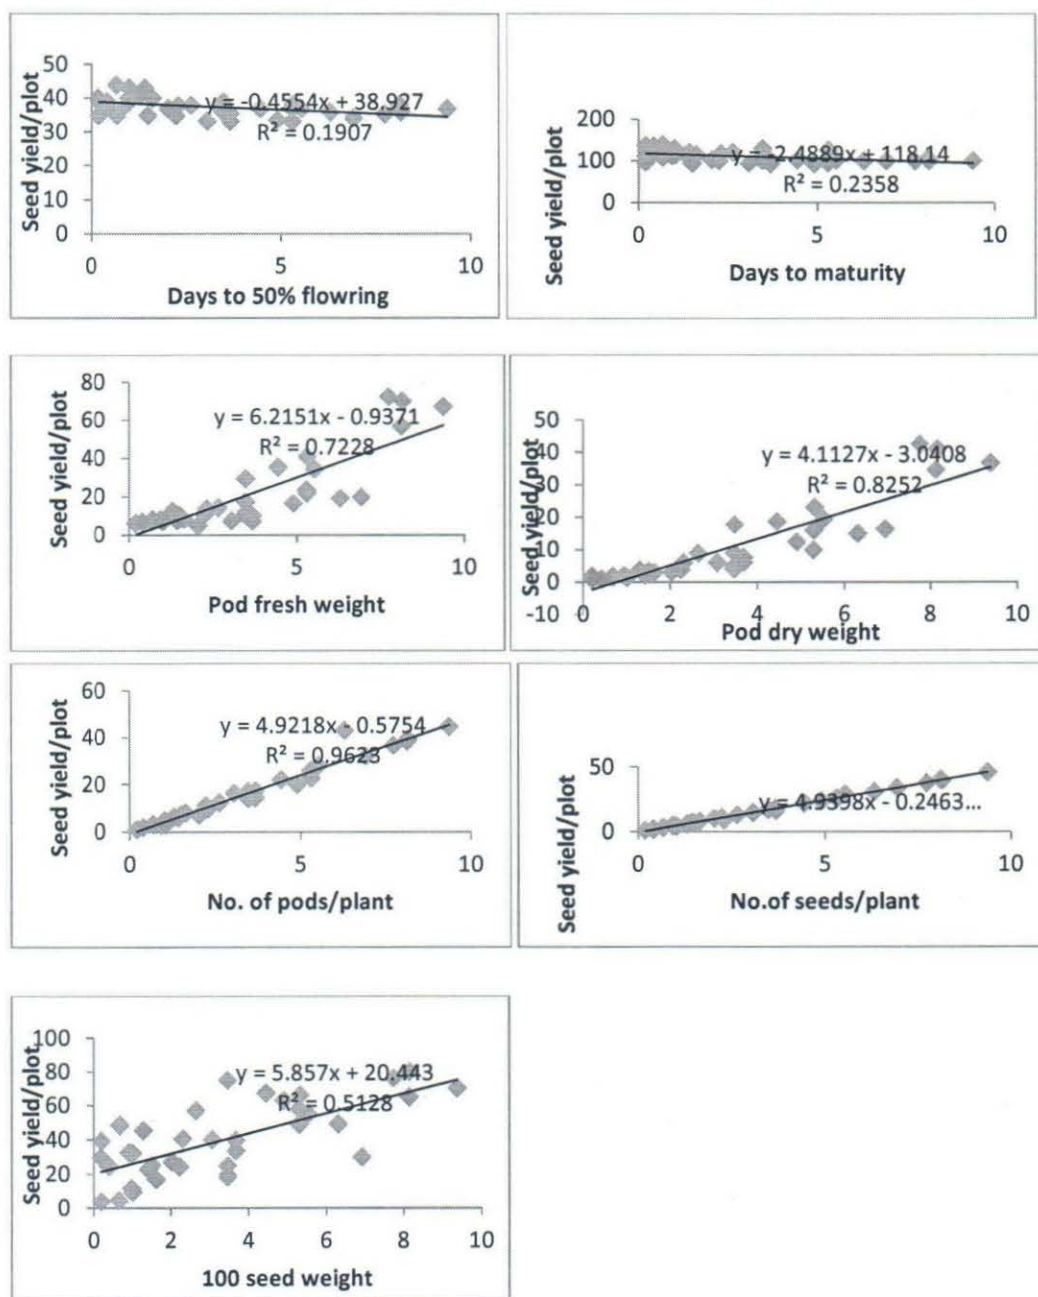 50
40
30
20
10
0
Seed yield/plot
y = -0.4554x + 38.927
R² = 0.1907
0 5 10
Days to 50% flowring
200
100
0
Seed yield/plot
y = -2.4889x + 118.14
R² = 0.2358
0 5 10
Days to maturity
80
60
40
20
0
Seed yield/plot
y = 6.2151x - 0.9371
R² = 0.7228
0 5 10
Pod fresh weight
50
40
30
20
10
0
-10
Seed yield/plot
y = 4.1127x - 3.0408
R² = 0.8252
0 2 4 6 8 10
Pod dry weight
60
40
20
0
Seed yield/plot
y = 4.9218x - 0.5754
R² = 0.9623
0 5 10
No. of pods/plant
50
0
Seed yield/plot
y = 4.9398x - 0.2463...
0 5 10
No.of seeds/plant
100
80
60
40
20
0
Seed yield/plot
y = 5.857x + 20.443
R² = 0.5128
0 2 4 6 8 10
100 seed weight